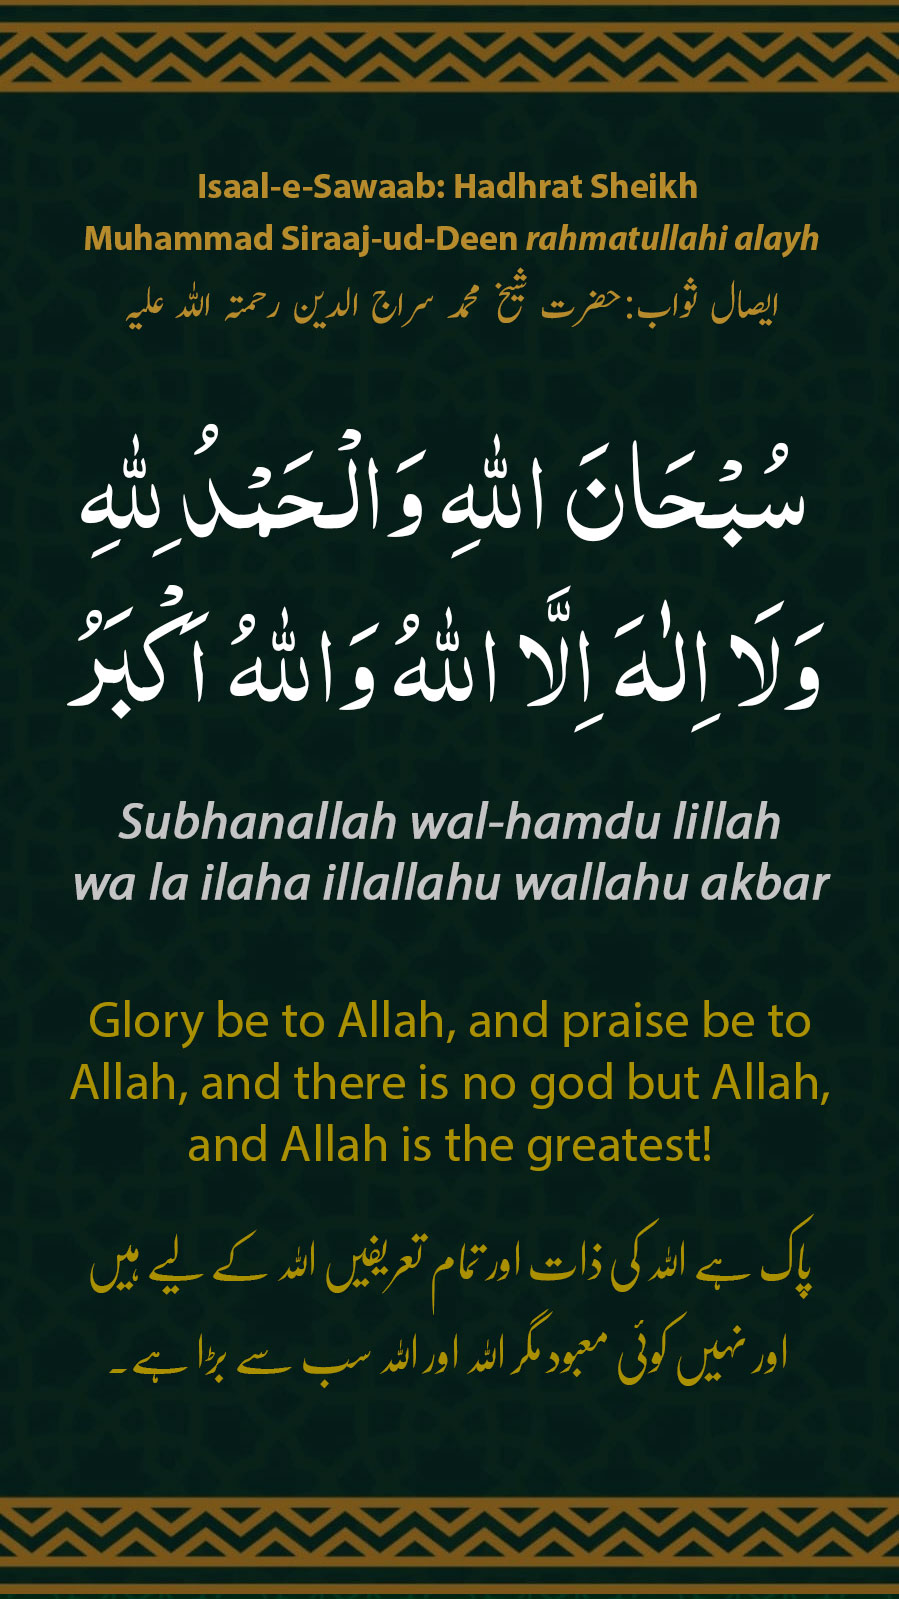 Isaal-e-Sawaab: Hadhrat Sheikh
Muhammad Siraaj-ud-Deen rahmatullahi alayh
ایصال ثواب: حضرت شیخ محمد سراج الدین رحمتہ اللہ علیہ
سُبْحَانَ اللّٰهِ وَالْحَمْدُ لِلّٰهِ
وَلَا اِلٰهَ اِلَّا اللّٰهُ وَاللّٰهُ اَكْبَرُ
Subhanallah wal-hamdu lillah
wa la ilaha illallahu wallahu akbar
Glory be to Allah, and praise be to
Allah, and there is no god but Allah,
and Allah is the greatest!
پاک ہے اللہ کی ذات اور تمام تعریفیں اللہ کے لیے ہیں
اور نہیں کوئی معبود مگر اللہ اور اللہ سب سے بڑا ہے۔